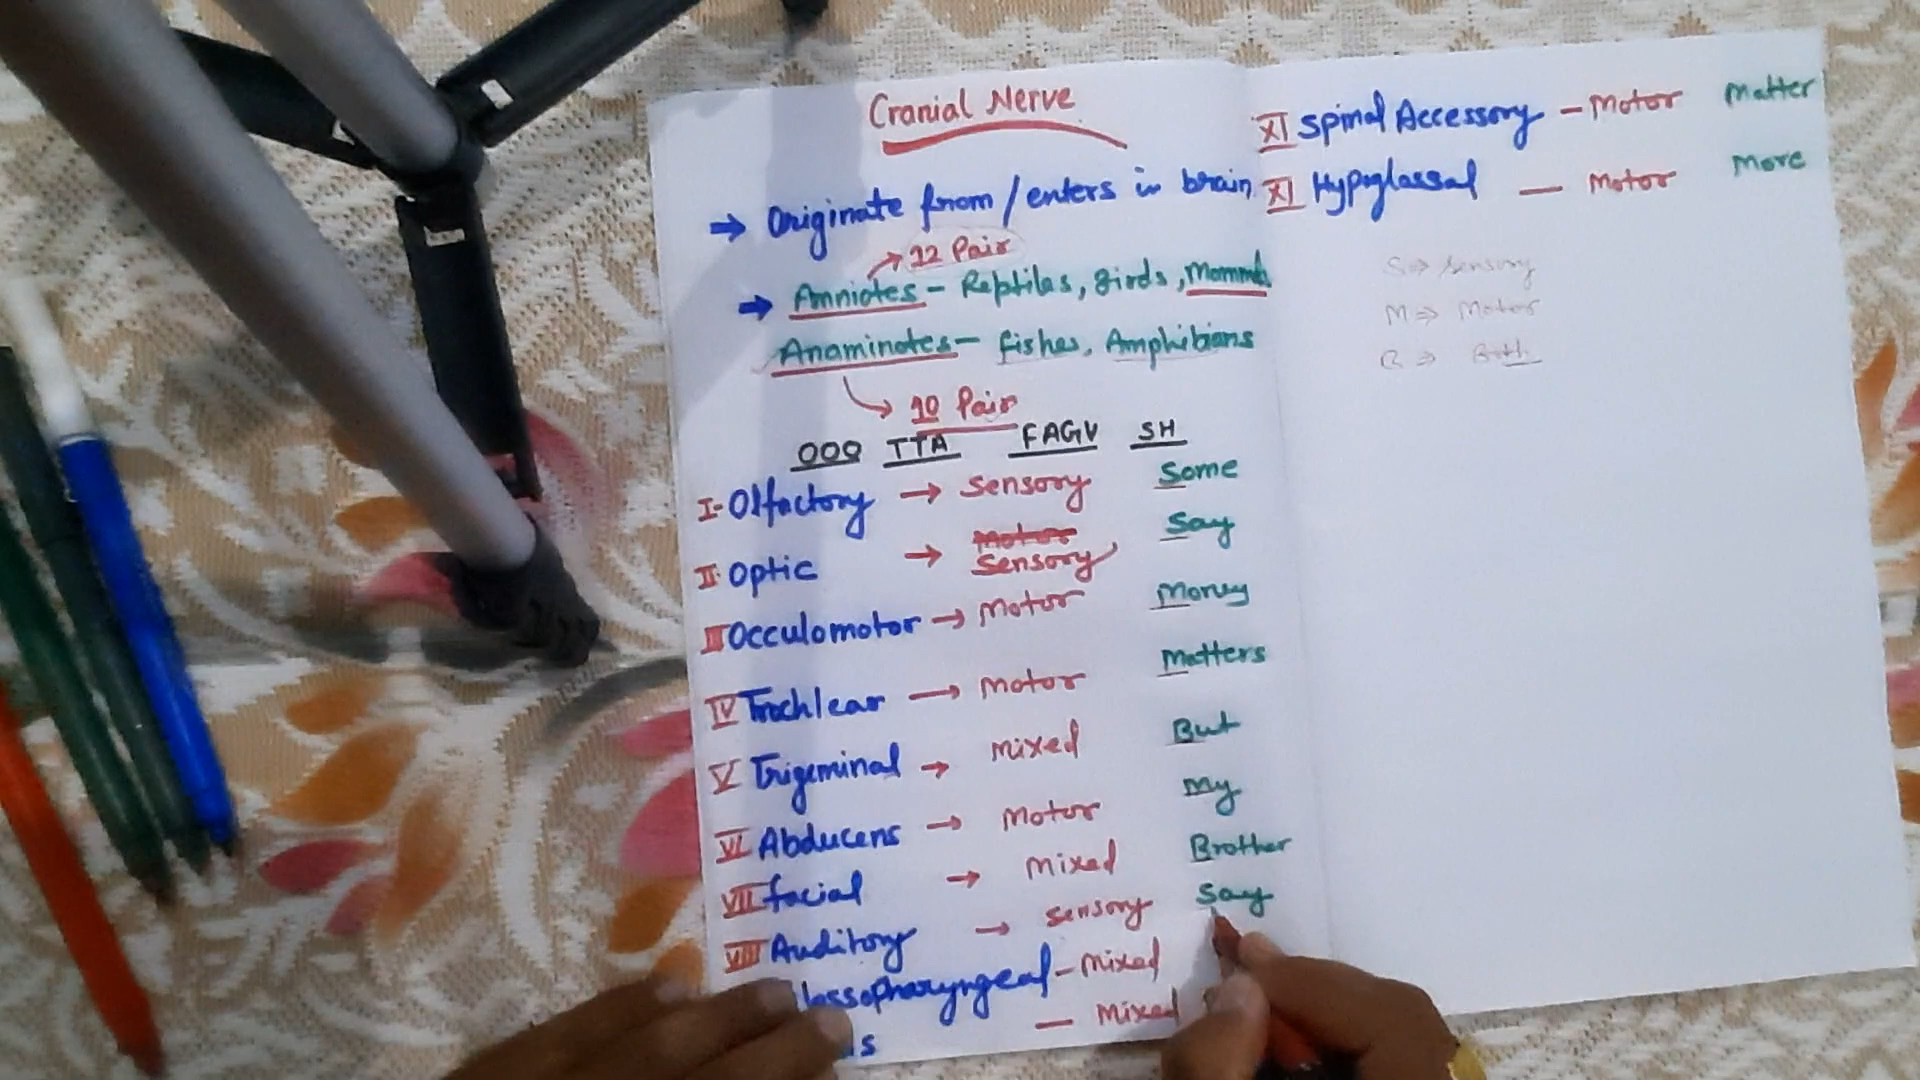 Cranial Nerve
⇒ Originate from / enters in brain
→ 12 Pair
⇒ Amniotes - Reptiles, Birds, Mammals
Anaminotes - fishes, Amphibians
→ 10 Pair
OOO TTA FAGV SH
I- Olfactory → Sensory Some
Motor
II. Optic → Sensory Say
III Occulomotor → Motor Money
IV Trochlear → Motor Matters
V Trigeminal → Mixed But
VI Abducens → Motor My
VII facial → Mixed Brother
VIII Auditory → Sensory Say
lossopharyngeal - Mixed
s — Mixed
XI Spinal Accessory - Motor Matter
XI Hypoglassal — Motor More
S ⇒ Sensory
M ⇒ Motor
B ⇒ Both